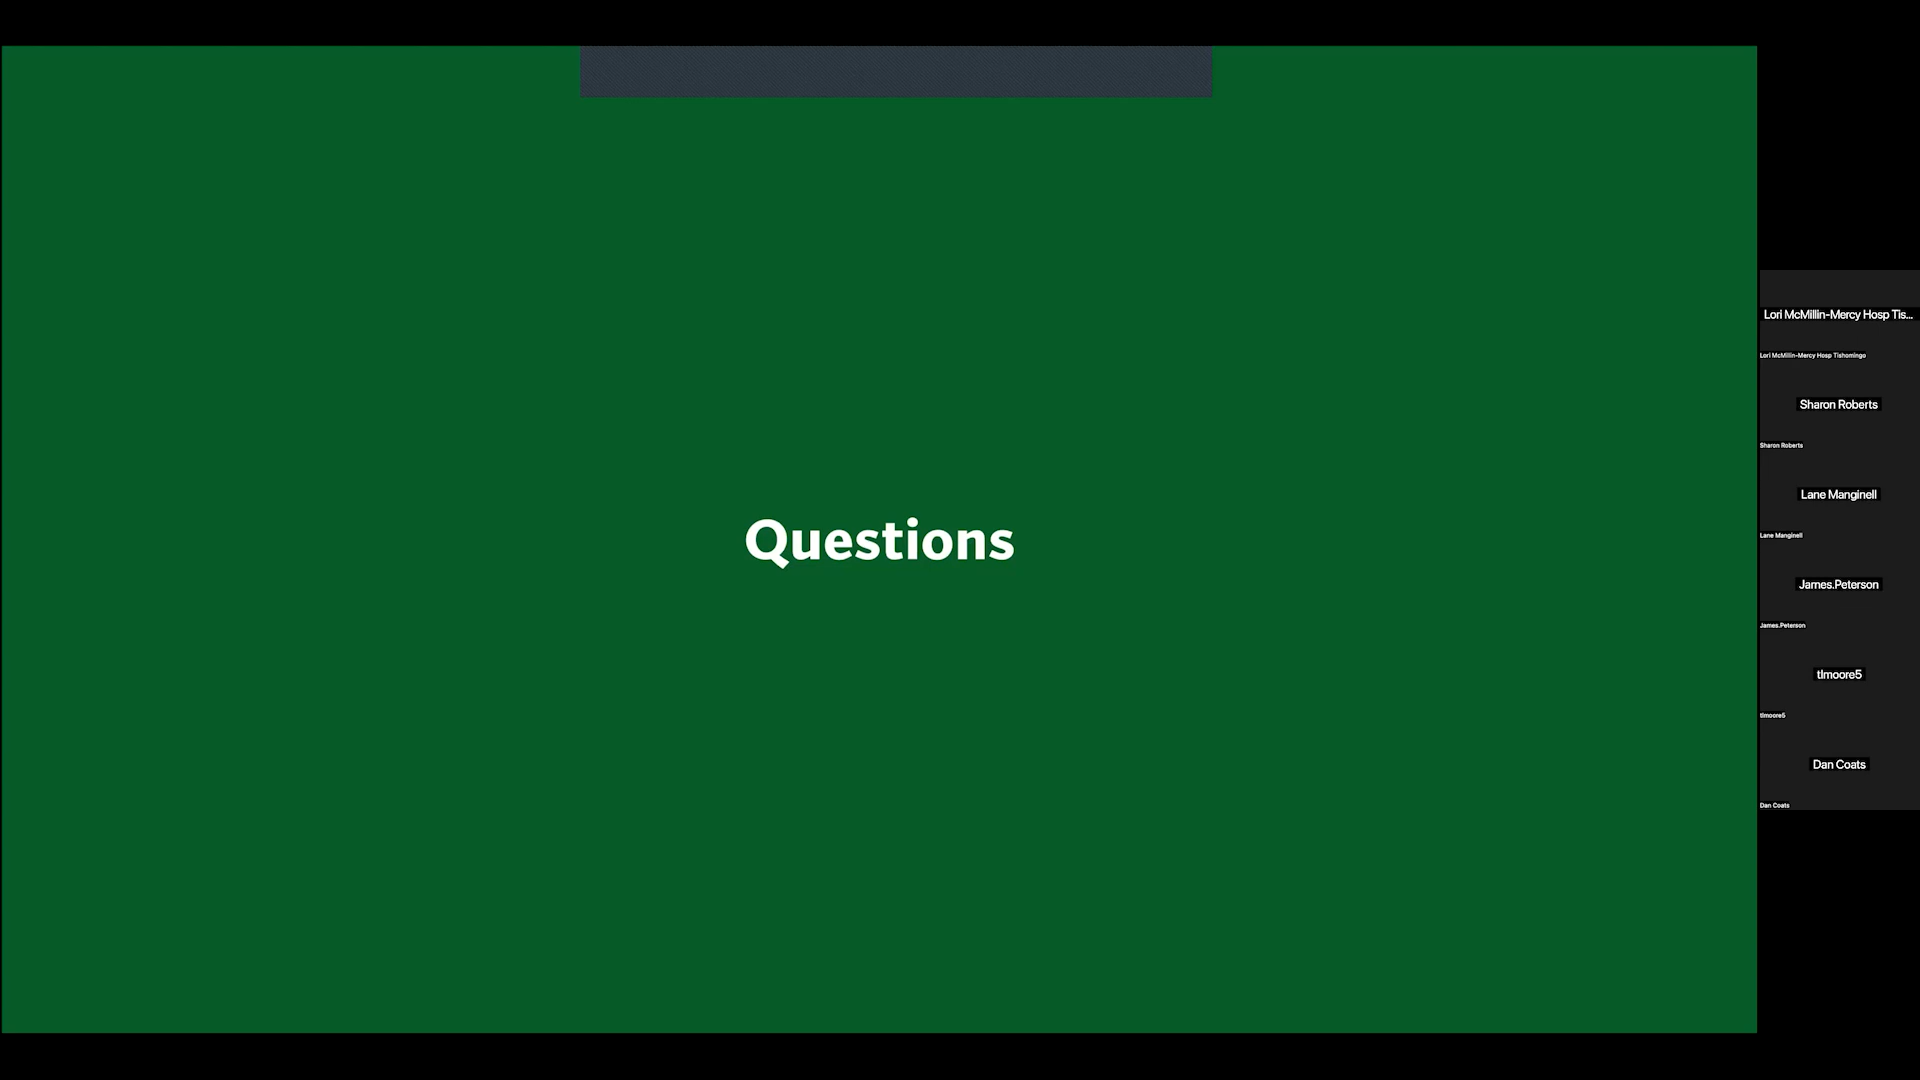 Questions
Lori McMillin-Mercy Hosp Tis...
Lori McMillin-Mercy Hosp Tishomingo
Sharon Roberts
Sharon Roberts
Lane Manginell
Lane Manginell
James.Peterson
James.Peterson
tlmoore5
tlmoore5
Dan Coats
Dan Coats